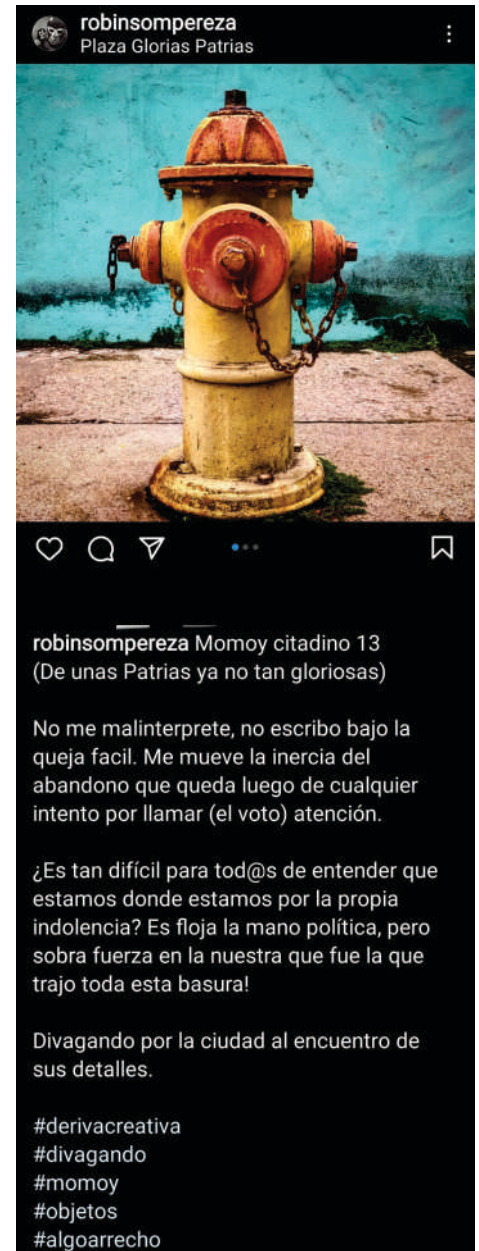 robinsompereza
Plaza Glorias Patrias
robinsompereza Momoy citadino 13
(De unas Patrias ya no tan gloriosas)
No me malinterprete, no escribo bajo la
queja facil. Me mueve la inercia del
abandono que queda luego de cualquier
intento por llamar (el voto) atención.
¿Es tan difícil para tod@s de entender que
estamos donde estamos por la propia
indolencia? Es floja la mano política, pero
sobra fuerza en la nuestra que fue la que
trajo toda esta basura!
Divagando por la ciudad al encuentro de
sus detalles.
#derivacreativa
#divagando
#momoy
#objetos
#algoarrecho